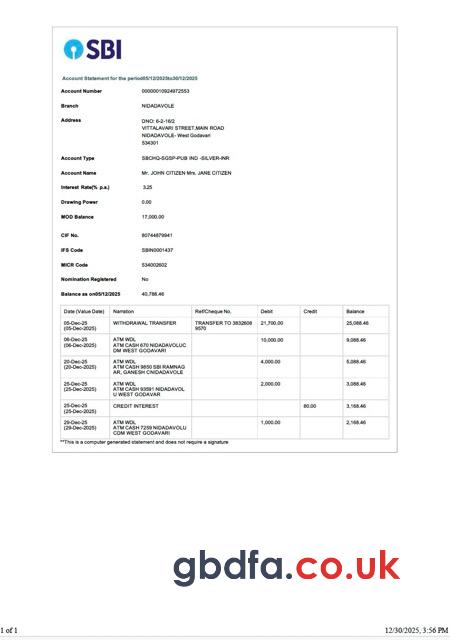 SBI
Account Statement for the period05/12/2025to30/12/2025
Account Number 00000010924972553
Branch NIDADAVOLE
Address DNO: 6-2-16/2
VITTALAVARI STREET,MAIN ROAD
NIDADAVOLE- West Godavari
534301
Account Type SBCHQ-SGSP-PUB IND -SILVER-INR
Account Name Mr. JOHN CITIZEN Mrs. JANE CITIZEN
Interest Rate(% p.a.) 3.25
Drawing Power 0.00
MOD Balance 17,000.00
CIF No. 80744879941
IFS Code SBIN0001437
MICR Code 534002602
Nomination Registered No
Balance as on05/12/2025 40,788.46
Date (Value Date) Narration Ref/Cheque No. Debit Credit Balance
05-Dec-25 WITHDRAWAL TRANSFER TRANSFER TO 3832608 21,700.00 25,088.46
(05-Dec-2025) 9570
06-Dec-25 ATM WDL 10,000.00 9,088.46
(06-Dec-2025) ATM CASH 670 NIDADAVOLUC
DM WEST GODAVARI
20-Dec-25 ATM WDL 4,000.00 5,088.46
(20-Dec-2025) ATM CASH 9850 SBI RAMNAG
AR, GANESH CNIDADAVOLE
25-Dec-25 ATM WDL 2,000.00 3,088.46
(25-Dec-2025) ATM CASH 93591 NIDADAVOL
U WEST GODAVAR
25-Dec-25 CREDIT INTEREST 80.00 3,168.46
(25-Dec-2025)
29-Dec-25 ATM WDL 1,000.00 2,168.46
(29-Dec-2025) ATM CASH 7259 NIDADAVOLU
CDM WEST GODAVARI
**This is a computer generated statement and does not require a signature
gbdfa.co.uk
1 of 1 12/30/2025, 3:56 PM